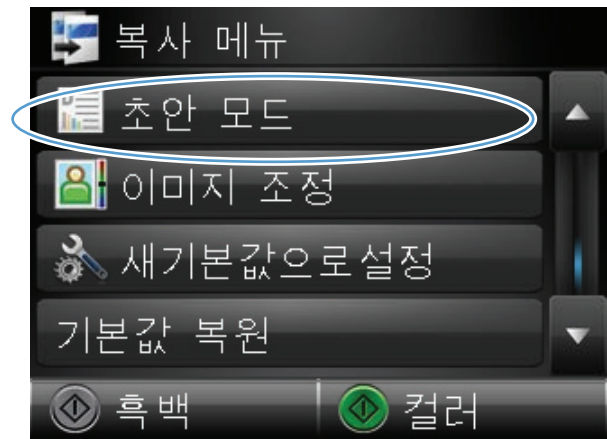 복사 메뉴
초안 모드
이미지 조정
새기본값으로설정
기본값 복원
흑백 컬러